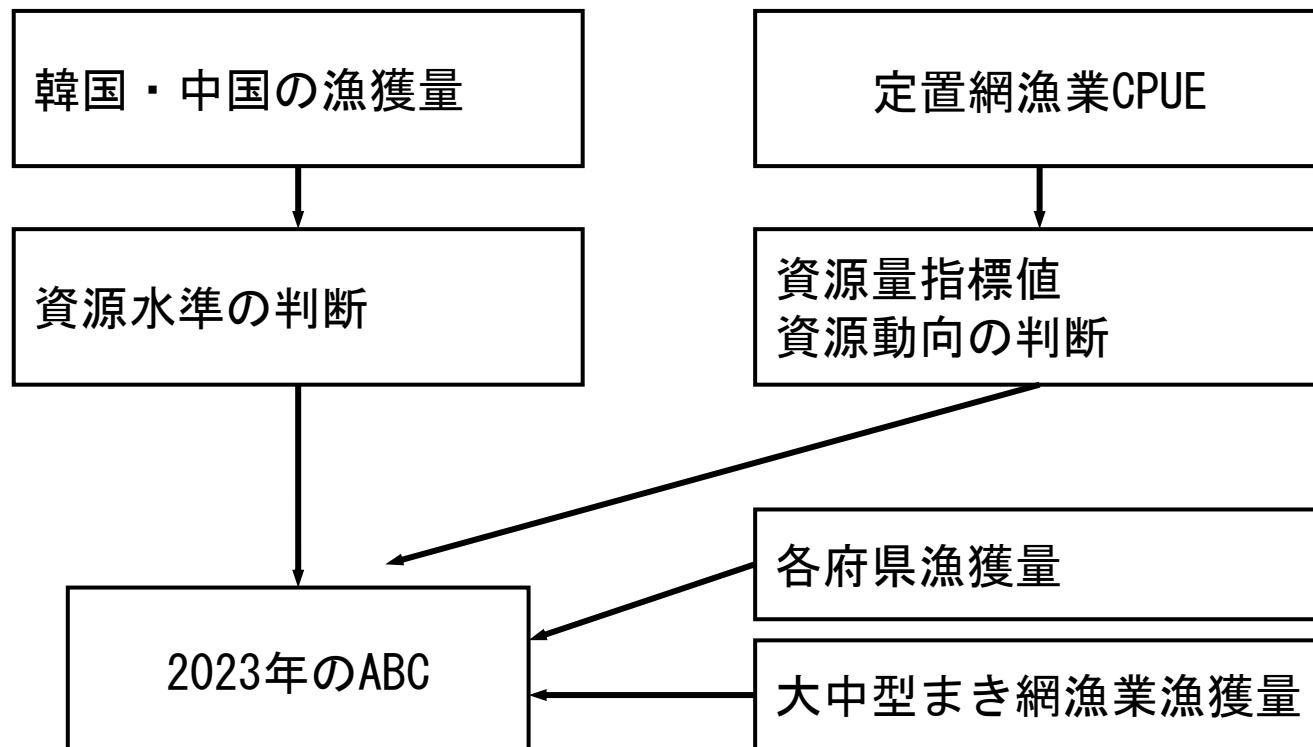 韓国・中国の漁獲量
定置網漁業CPUE
資源水準の判断
資源量指標値
資源動向の判断
各府県漁獲量
2023年のABC
大中型まき網漁業漁獲量